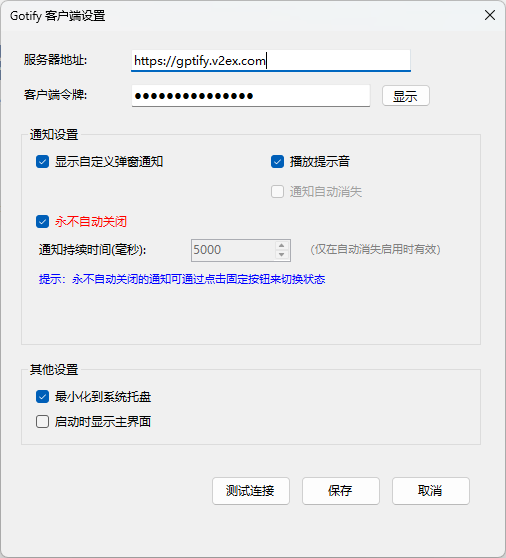 Gotify 客户端设置
服务器地址: https://gptify.v2ex.com
客户端令牌: ●●●●●●●●●●●●●●● 显示
通知设置
显示自定义弹窗通知 播放提示音
通知自动消失
永不自动关闭
通知持续时间(毫秒): 5000 (仅在自动消失启用时有效)
提示: 永不自动关闭的通知可通过点击固定按钮来切换状态
其他设置
最小化到系统托盘
启动时显示主界面
测试连接 保存 取消